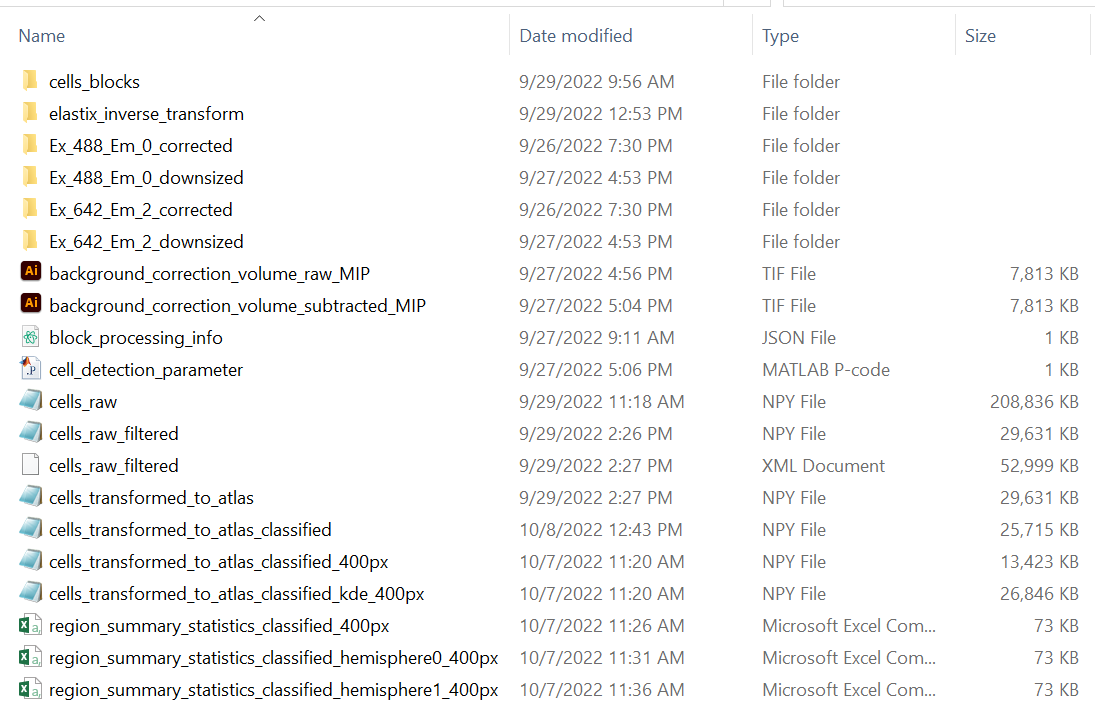 Name Date modified Type Size
cells_blocks 9/29/2022 9:56 AM File folder
elastix_inverse_transform 9/29/2022 12:53 PM File folder
Ex_488_Em_0_corrected 9/26/2022 7:30 PM File folder
Ex_488_Em_0_downsized 9/27/2022 4:53 PM File folder
Ex_642_Em_2_corrected 9/26/2022 7:30 PM File folder
Ex_642_Em_2_downsized 9/27/2022 4:53 PM File folder
Ai background_correction_volume_raw_MIP 9/27/2022 4:56 PM TIF File 7,813 KB
Ai background_correction_volume_subtracted_MIP 9/27/2022 5:04 PM TIF File 7,813 KB
block_processing_info 9/27/2022 9:11 AM JSON File 1 KB
.P cell_detection_parameter 9/27/2022 5:06 PM MATLAB P-code 1 KB
cells_raw 9/29/2022 11:18 AM NPY File 208,836 KB
cells_raw_filtered 9/29/2022 2:26 PM NPY File 29,631 KB
cells_raw_filtered 9/29/2022 2:27 PM XML Document 52,999 KB
cells_transformed_to_atlas 9/29/2022 2:27 PM NPY File 29,631 KB
cells_transformed_to_atlas_classified 10/8/2022 12:43 PM NPY File 25,715 KB
cells_transformed_to_atlas_classified_400px 10/7/2022 11:20 AM NPY File 13,423 KB
cells_transformed_to_atlas_classified_kde_400px 10/7/2022 11:20 AM NPY File 26,846 KB
X a, region_summary_statistics_classified_400px 10/7/2022 11:26 AM Microsoft Excel Com... 73 KB
X a, region_summary_statistics_classified_hemisphere0_400px 10/7/2022 11:31 AM Microsoft Excel Com... 73 KB
X a, region_summary_statistics_classified_hemisphere1_400px 10/7/2022 11:36 AM Microsoft Excel Com... 73 KB